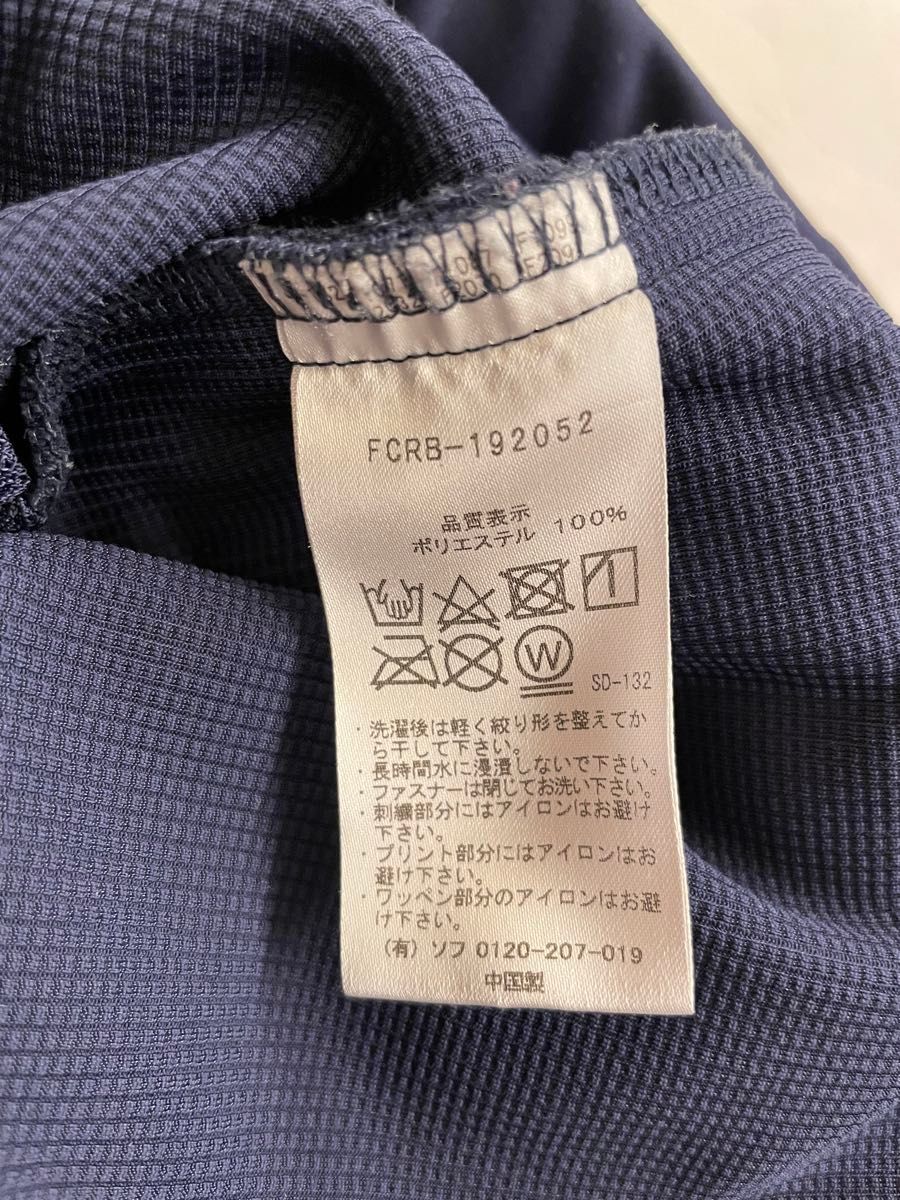 FCRB-192052
品質表示
ポリエステル 100%
W
SD-132
・洗濯後は軽く絞り形を整えてか
ら干して下さい。
・長時間水に浸漬しないで下さい。
・ファスナーは閉じてお洗い下さい。
・刺繍部分にはアイロンはお避け
下さい。
・プリント部分にはアイロンはお
避け下さい。
・ワッペン部分のアイロンはお避
け下さい。
(有) ソフ 0120-207-019
中国製